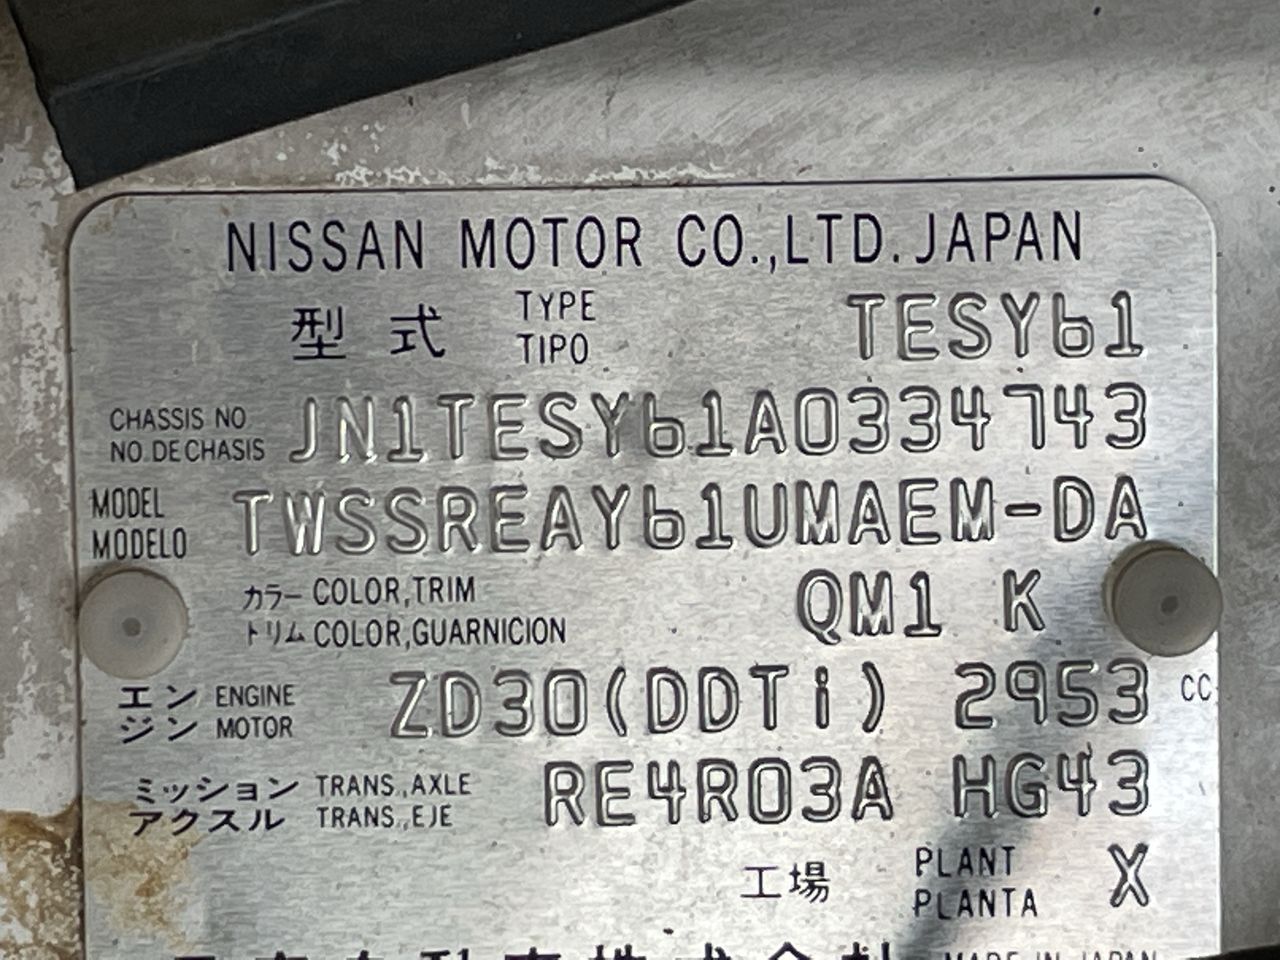 NISSAN MOTOR CO.,LTD.JAPAN
型式 TYPE TIPO TESY61
CHASSIS NO NO.DE CHASIS JN1TESY61A0334743
MODEL MODELO TWSSREAY61UMAEM-DA
カラー COLOR,TRIM
トリム COLOR,GUARNICION QM1 K
エンジン ENGINE MOTOR ZD30(DDTi) 2953 CC
ミッション TRANS.,AXLE
アクスル TRANS.,EJE RE4R03A HG43
工場 PLANT PLANTA X
MADE IN JAPAN